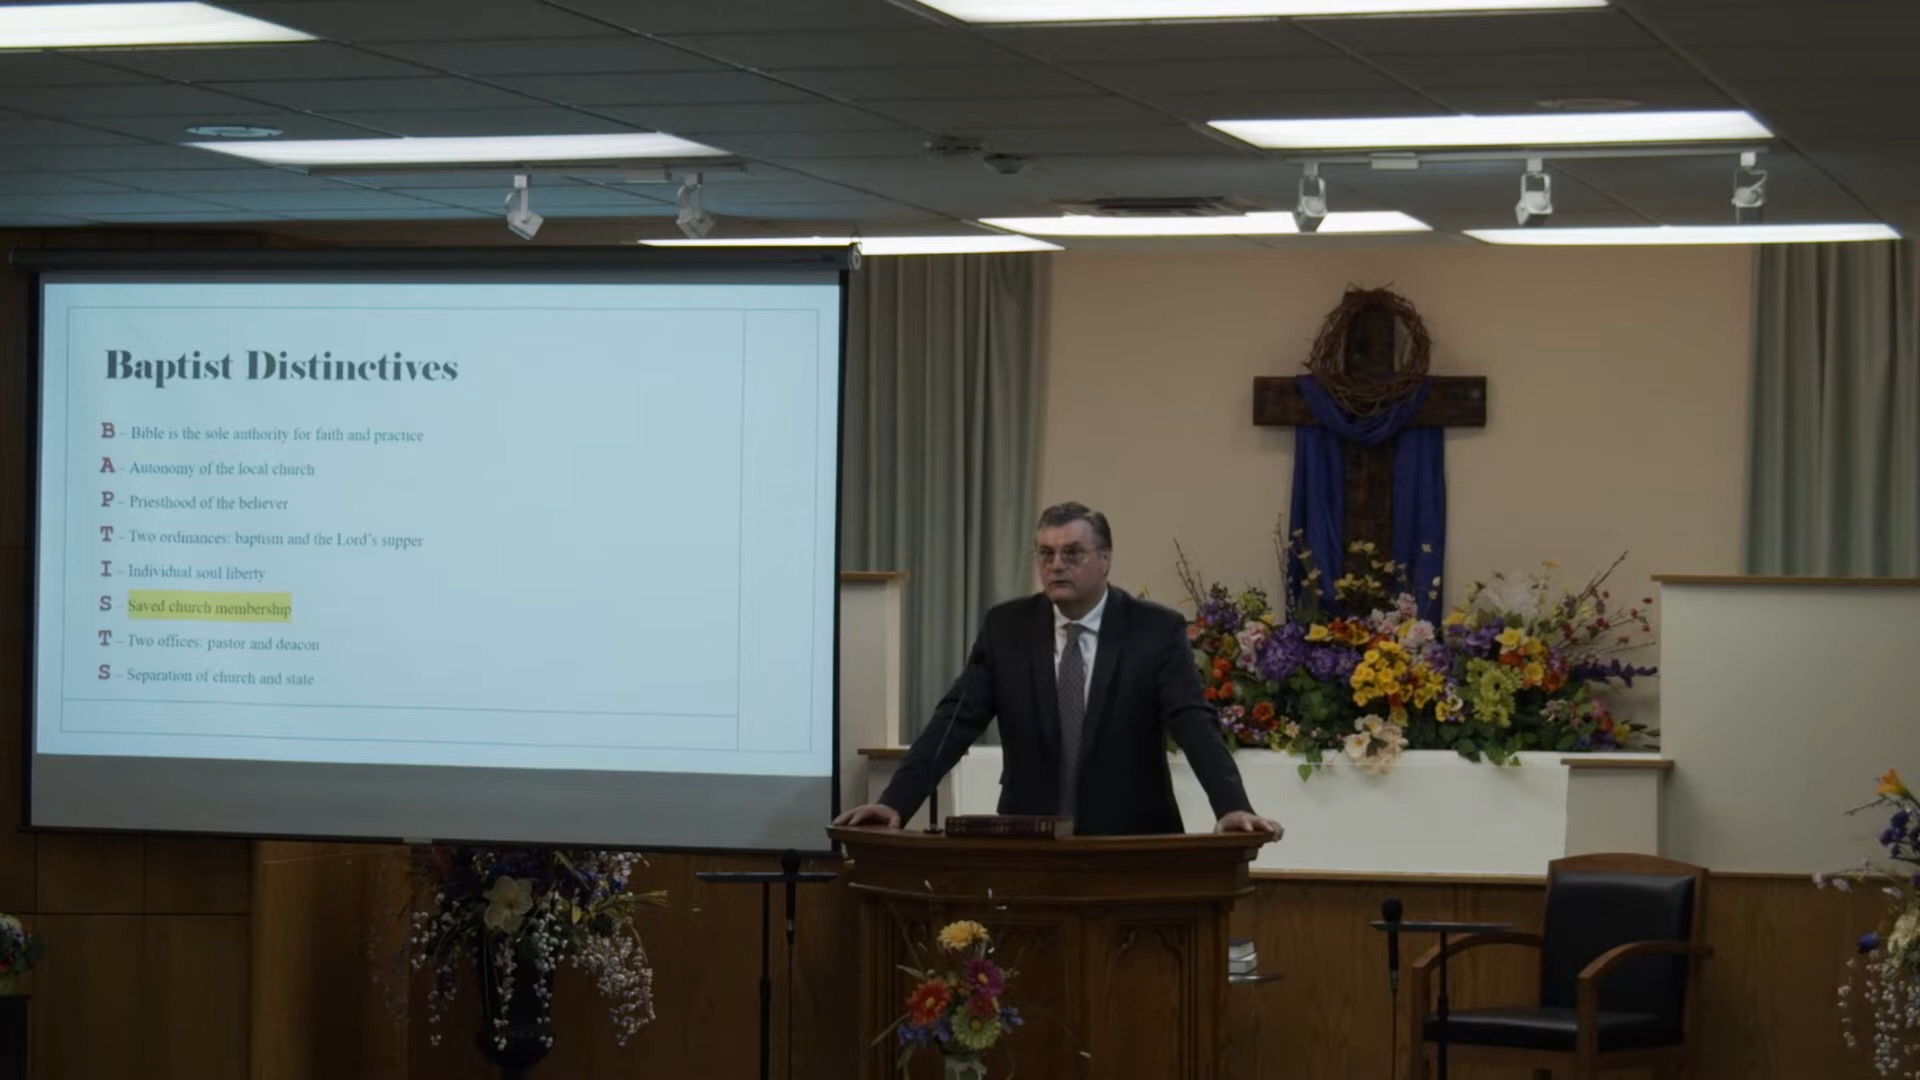 Baptist Distinctives
B – Bible is the sole authority for faith and practice
A – Autonomy of the local church
P – Priesthood of the believer
T – Two ordinances: baptism and the Lord's supper
I – Individual soul liberty
S – Saved church membership
T – Two offices: pastor and deacon
S – Separation of church and state